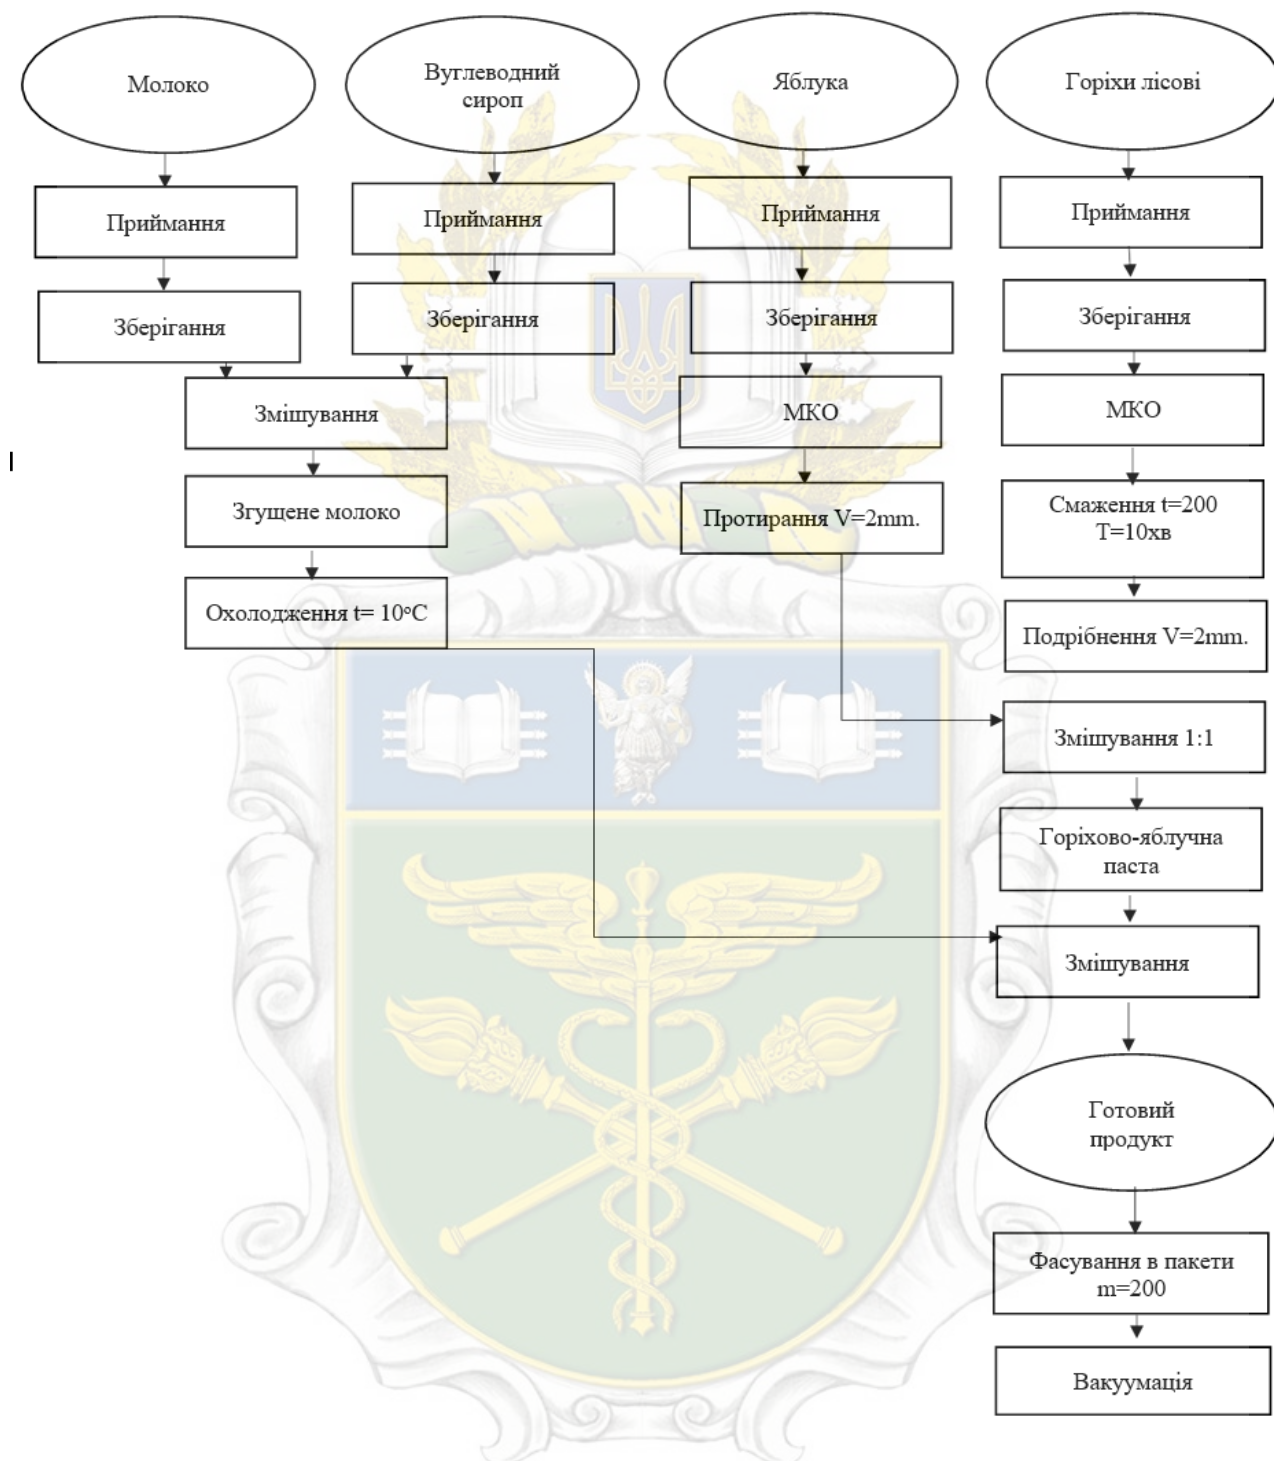 Молоко
Вуглеводний
сироп
Яблука
Горіхи лісові
Приймання
Приймання
Приймання
Приймання
Зберігання
Зберігання
Зберігання
Зберігання
Змішування
МКО
МКО
Згущене молоко
Протирання V=2mm.
Смаження t=200
T=10хв
Охолодження t= 10°C
Подрібнення V=2mm.
Змішування 1:1
Горіхово-яблучна
паста
Змішування
Готовий
продукт
Фасування в пакети
m=200
Вакуумація